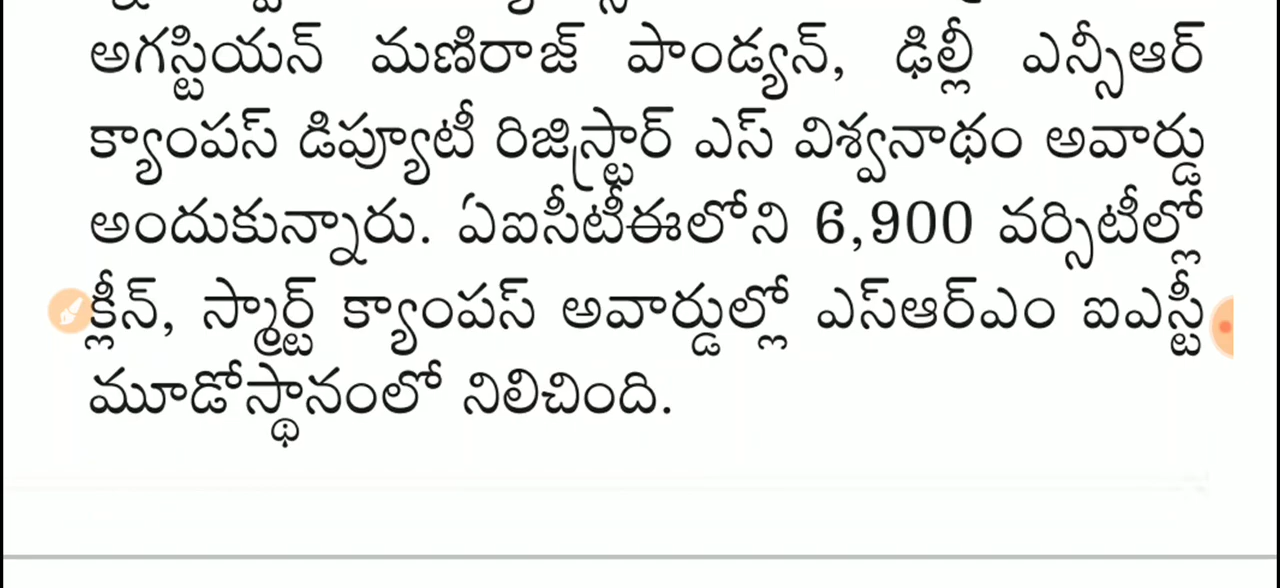 అగస్టియన్ మణిరాజ్ పాండ్యన్, ఢిల్లీ ఎన్సీఆర్
క్యాంపస్ డిప్యూటీ రిజిస్ట్రార్ ఎస్ విశ్వనాథం అవార్డు
అందుకున్నారు. ఏఐసీటీఈలోని 6,900 వర్సిటీల్లో
క్లీన్, స్మార్ట్ క్యాంపస్ అవార్డుల్లో ఎస్ఆర్ఎం ఐఎస్టీ
మూడోస్థానంలో నిలిచింది.